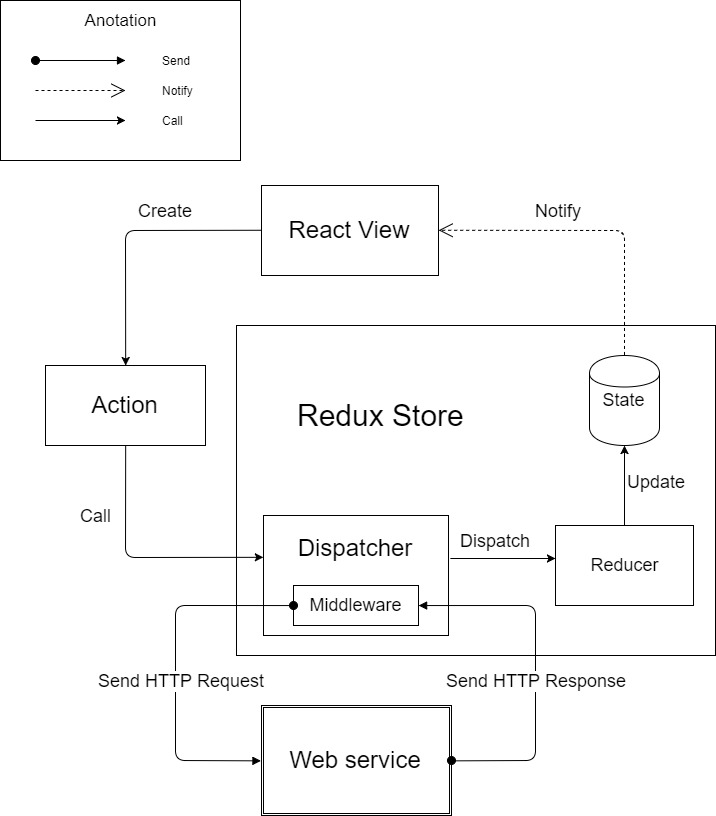 Anotation
Send
Notify
Call
Create
React View
Notify
Action
Redux Store
State
Call
Update
Dispatcher
Dispatch
Reducer
Middleware
Send HTTP Request
Send HTTP Response
Web service